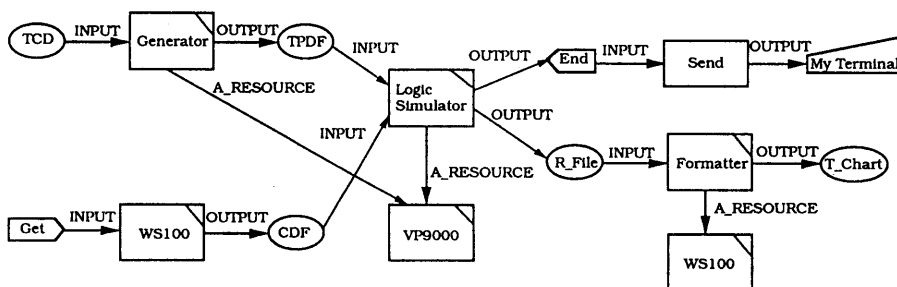 INPUT
OUTPUT
TCD
Generator
TPDF
INPUT
OUTPUT
End
INPUT
Send
OUTPUT
My Terminal
A_RESOURCE
Logic
Simulator
INPUT
OUTPUT
R_File
INPUT
Formatter
OUTPUT
T_Chart
A_RESOURCE
A_RESOURCE
Get
INPUT
WS100
OUTPUT
CDF
VP9000
WS100